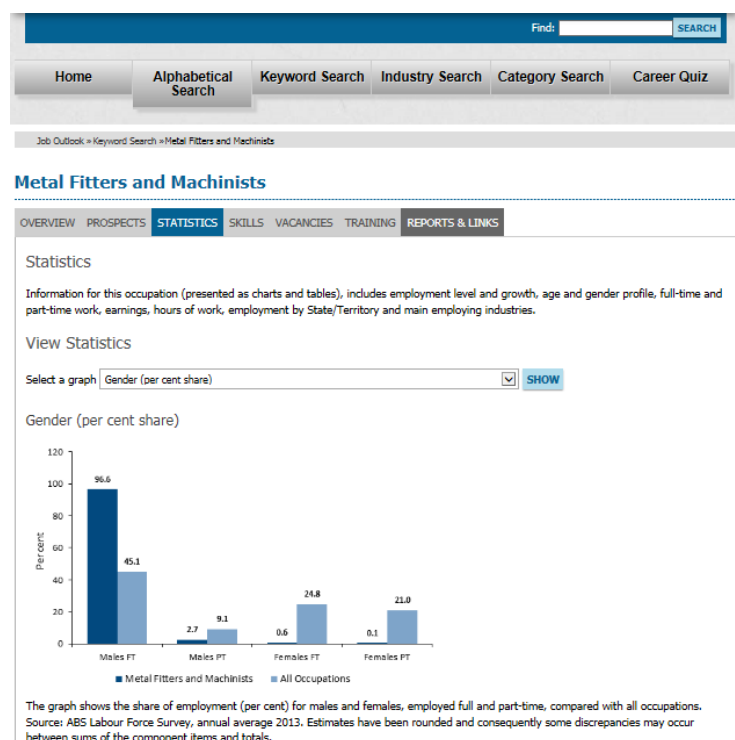 Find:
SEARCH
Home
Alphabetical
Search
Keyword Search
Industry Search
Category Search
Career Quiz
Job Outlook » Keyword Search » Metal Fitters and Machinists
Metal Fitters and Machinists
OVERVIEW PROSPECTS STATISTICS SKILLS VACANCIES TRAINING REPORTS & LINKS
Statistics
Information for this occupation (presented as charts and tables), includes employment level and growth, age and gender profile, full-time and
part-time work, earnings, hours of work, employment by State/Territory and main employing industries.
View Statistics
Select a graph Gender (per cent share) SHOW
Gender (per cent share)
120
100
80
60
40
20
0
Per cent
96.6
45.1
2.7
9.1
0.6
24.8
0.1
21.0
Males FT Males PT Females FT Females PT
Metal Fitters and Machinists All Occupations
The graph shows the share of employment (per cent) for males and females, employed full and part-time, compared with all occupations.
Source: ABS Labour Force Survey, annual average 2013. Estimates have been rounded and consequently some discrepancies may occur
between sums of the component items and totals.